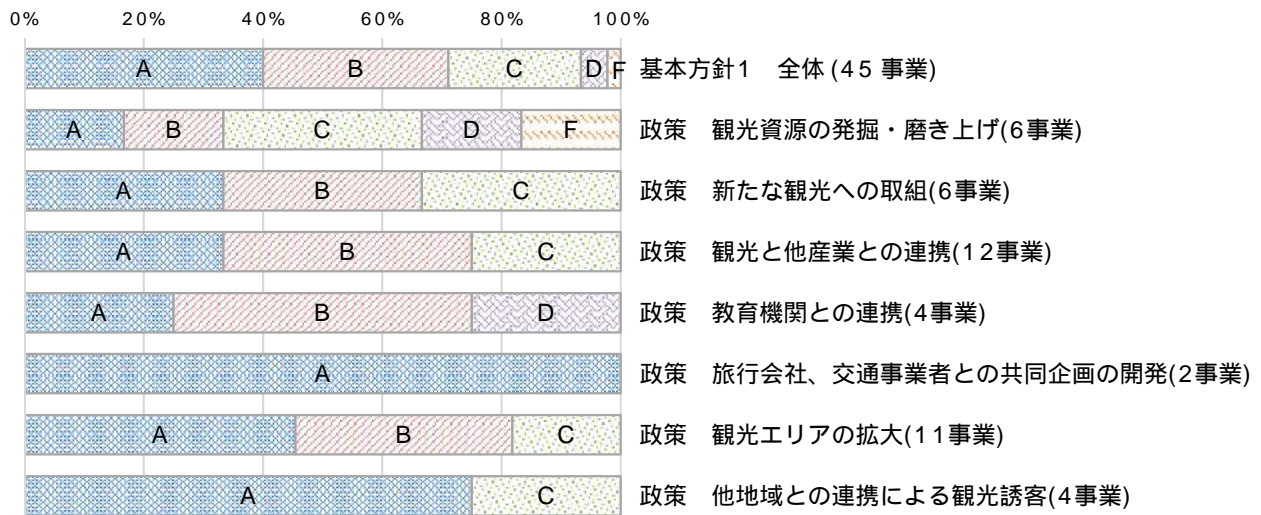 0% 20% 40% 60% 80% 100%
A B C D F 基本方針1 全体(45事業)
A B C D F 政策 観光資源の発掘・磨き上げ(6事業)
A B C 政策 新たな観光への取組(6事業)
A B C 政策 観光と他産業との連携(12事業)
A B D 政策 教育機関との連携(4事業)
A 政策 旅行会社、交通事業者との共同企画の開発(2事業)
A B C 政策 観光エリアの拡大(11事業)
A C 政策 他地域との連携による観光誘客(4事業)